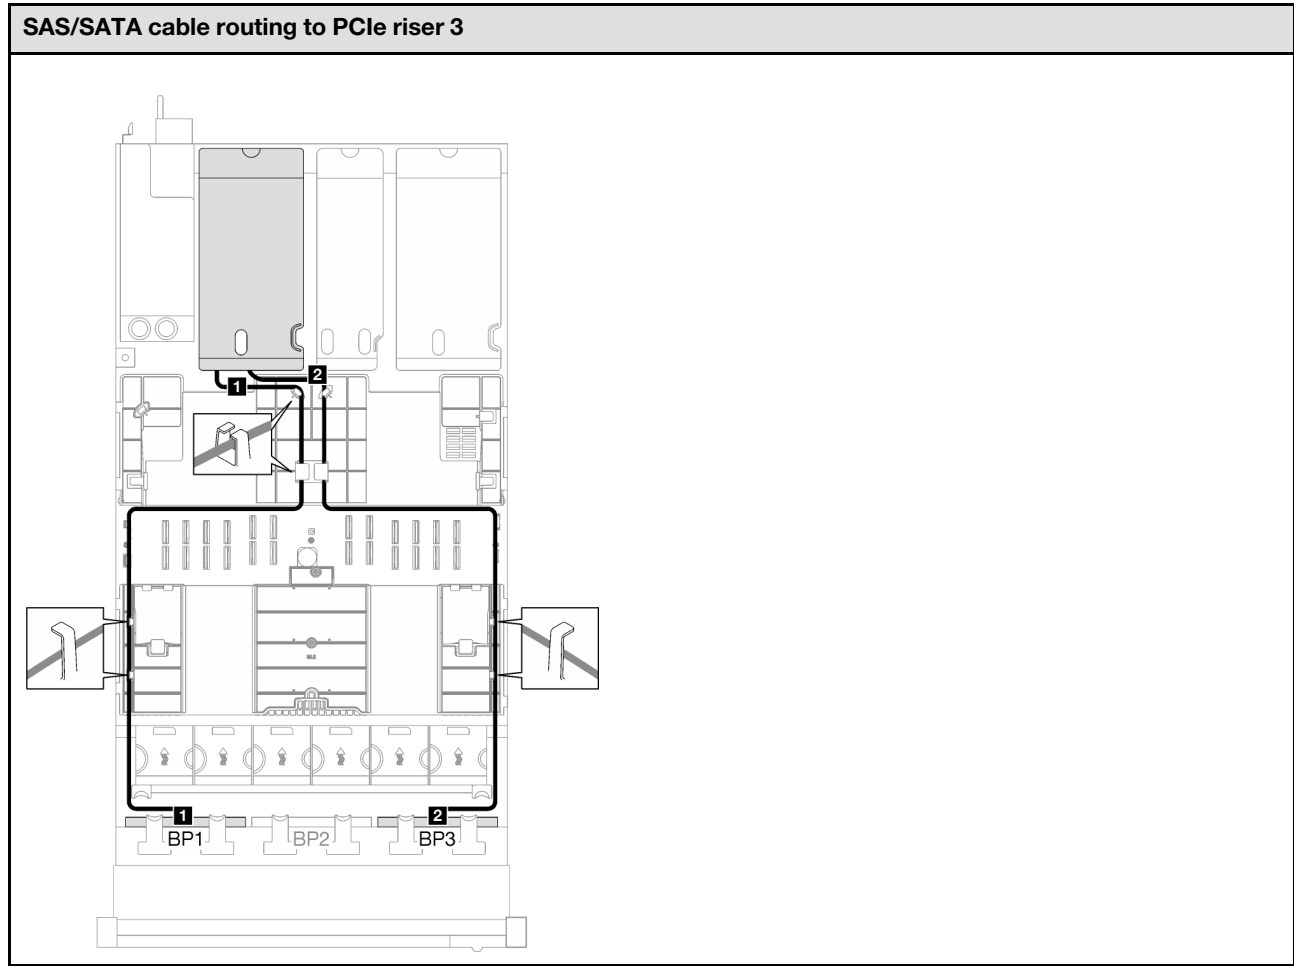 SAS/SATA cable routing to PCIe riser 3
1
2
1
2
BP1
BP2
BP3